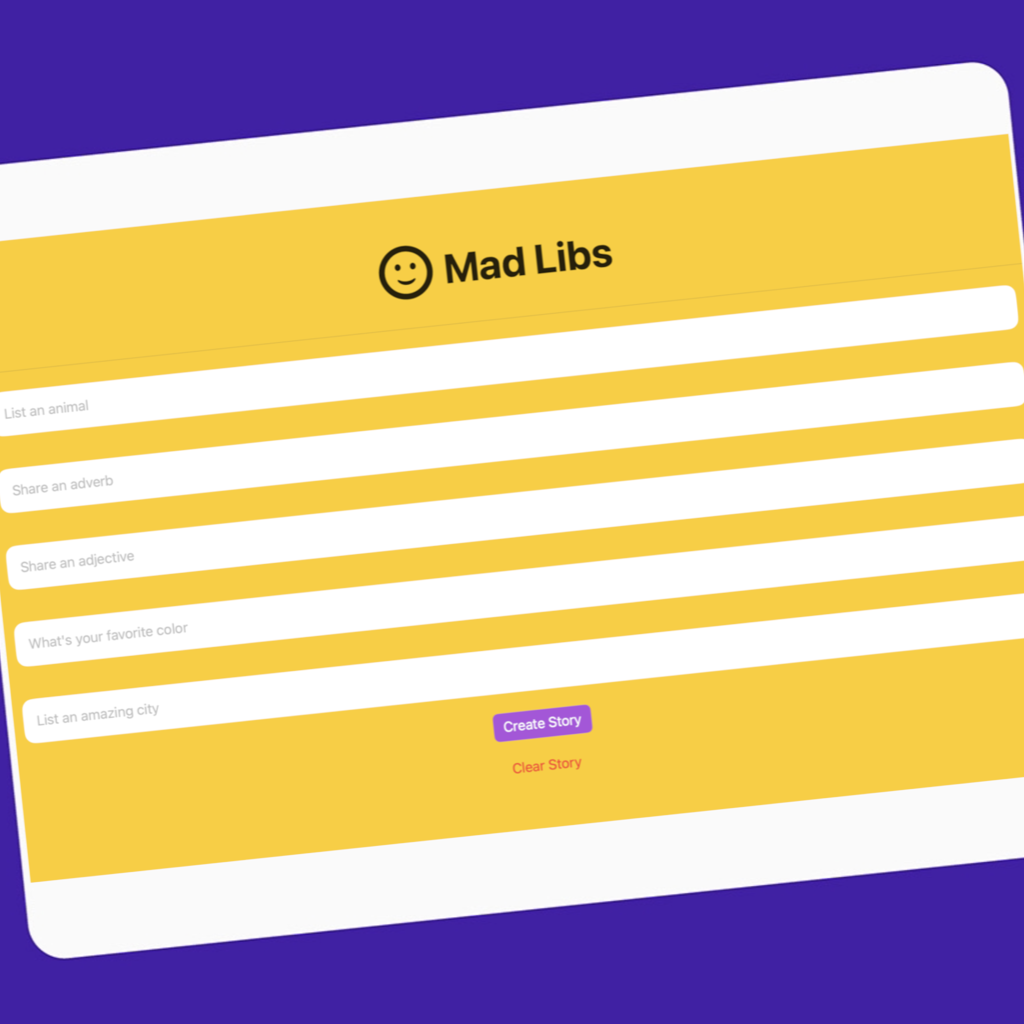 Mad Libs
List an animal
Share an adverb
Share an adjective
What's your favorite color
List an amazing city
Create Story
Clear Story